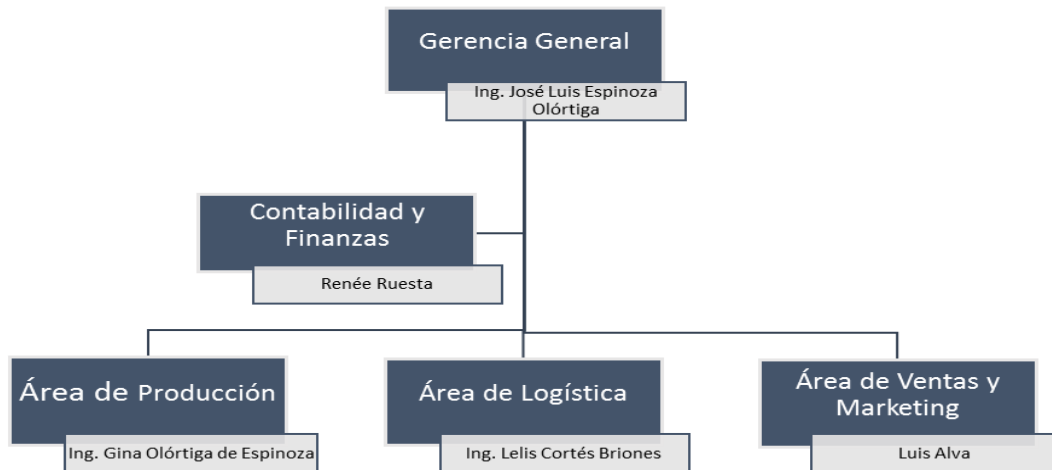 Gerencia General
Ing. José Luis Espinoza
Olórtiga
Contabilidad y
Finanzas
Renée Ruesta
Área de Producción
Ing. Gina Olórtiga de Espinoza
Área de Logística
Ing. Lelis Cortés Briones
Área de Ventas y
Marketing
Luis Alva